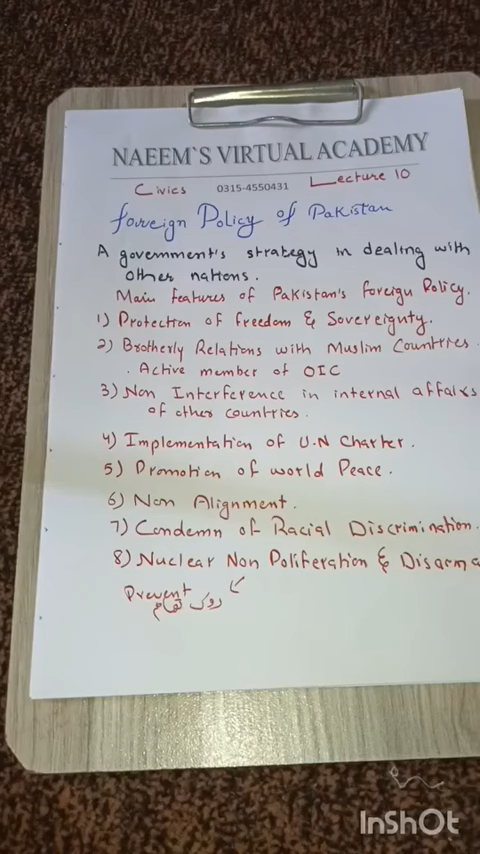 NAEEM`S VIRTUAL ACADEMY
Civics 0315-4550431 Lecture 10
Foreign Policy of Pakistan
A government's strategy in dealing with
other nations.
Main features of Pakistan's Foreign Policy.
1) Protection of Freedom & Sovereignty.
2) Brotherly Relations with Muslim Countries.
. Active member of OIC
3) Non Interference in internal affairs
of other countries.
4) Implementation of U.N Charter.
5) Promotion of world Peace.
6) Non Alignment.
7) Condemn of Racial Discrimination.
8) Nuclear Non Poliferation & Disarma
Prevent
روک تھام
InShOt